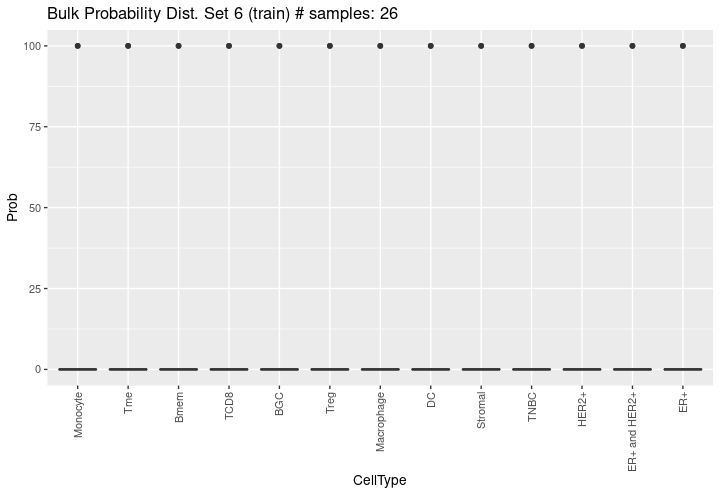 Bulk Probability Dist. Set 6 (train) # samples: 26
100
75
50
25
0
Prob
Monocyte
Tme
Bmem
TCD8
BGC
Treg
Macrophage
DC
Stromal
TNBC
HER2+
ER+ and HER2+
ER+
CellType